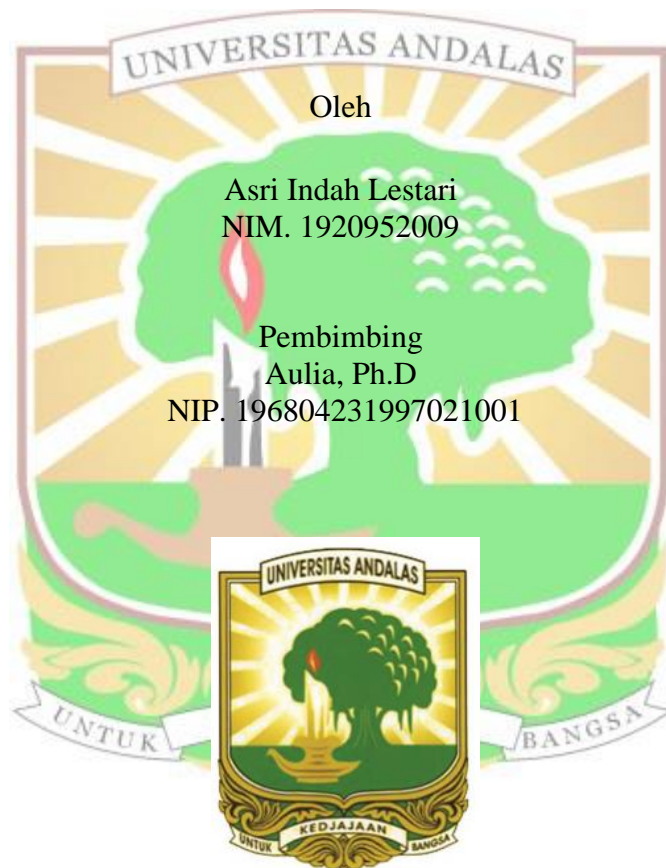 UNIVERSITAS ANDALAS
Oleh
Asri Indah Lestari
NIM. 1920952009
Pembimbing
Aulia, Ph.D
NIP. 196804231997021001
UNIVERSITAS ANDALAS
UNTUK BANGSA
UNTUK KEDJAJAAN BANGSA